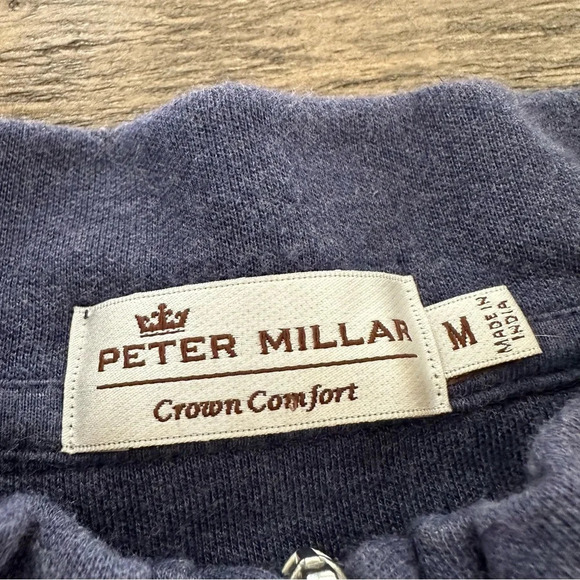 PETER MILLAR
Crown Comfort
M
MADE IN
INDIA